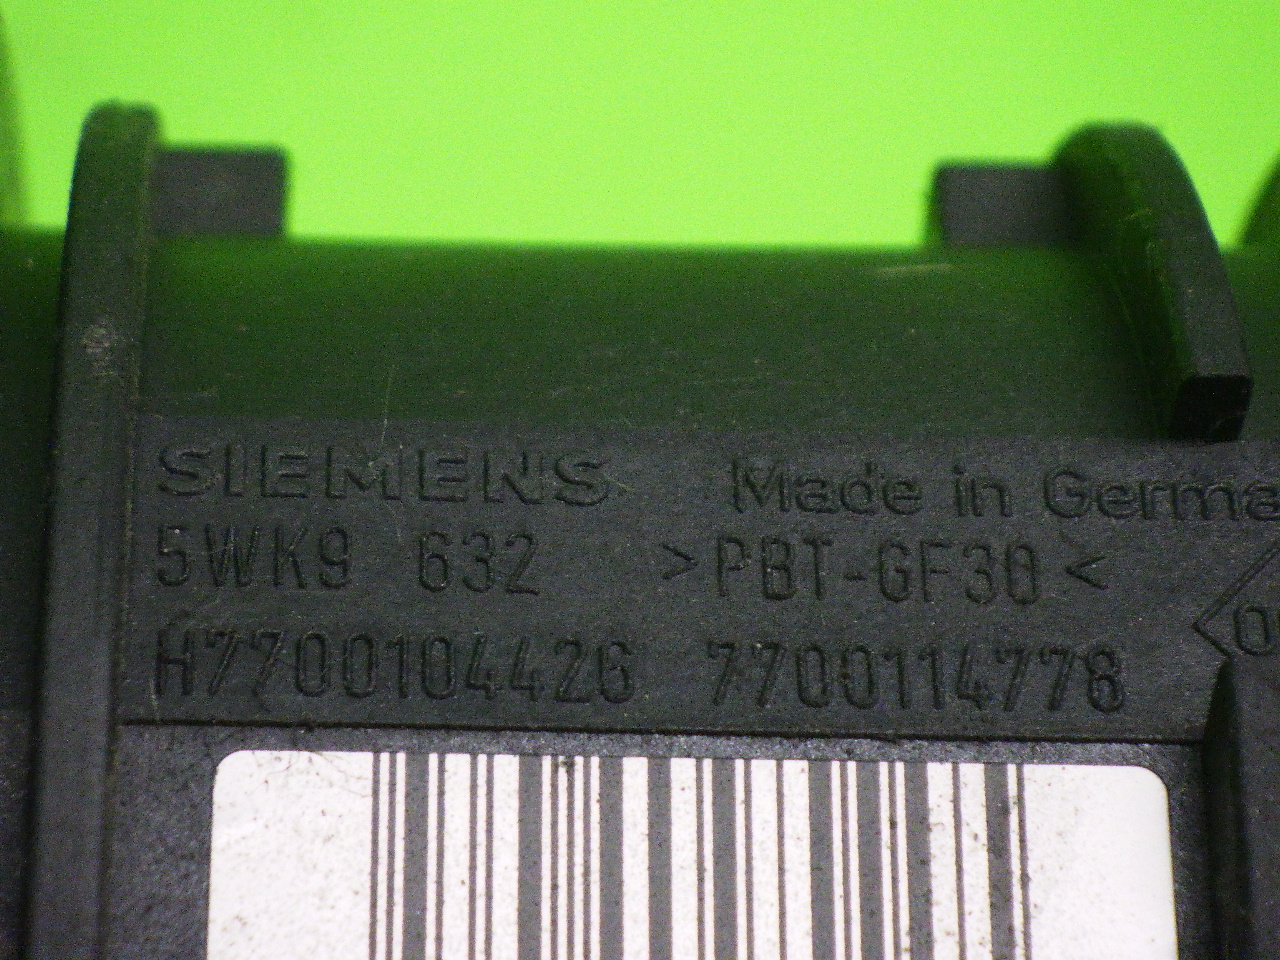 SIEMENS Made in Germa
5WK9 632 >PBT-GF30<
H7700104426 7700114778